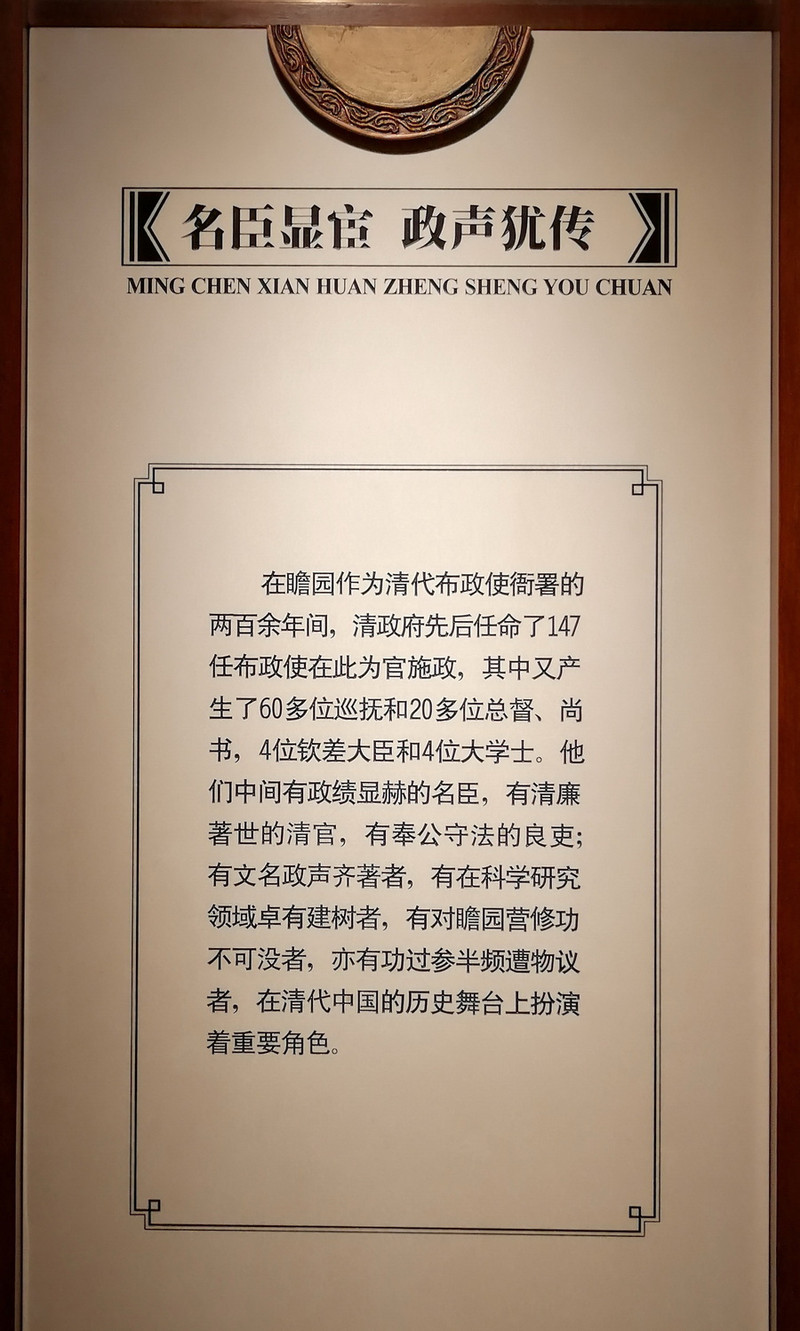 名臣显宦 政声犹传
MING CHEN XIAN HUAN ZHENG SHENG YOU CHUAN
在瞻园作为清代布政使衙署的
两百余年间，清政府先后任命了147
任布政使在此为官施政，其中又产
生了60多位巡抚和20多位总督、尚
书，4位钦差大臣和4位大学士。他
们中间有政绩显赫的名臣，有清廉
著世的清官，有奉公守法的良吏；
有文名政声齐著者，有在科学研究
领域卓有建树者，有对瞻园营修功
不可没者，亦有功过参半频遭物议
者，在清代中国的历史舞台上扮演
着重要角色。